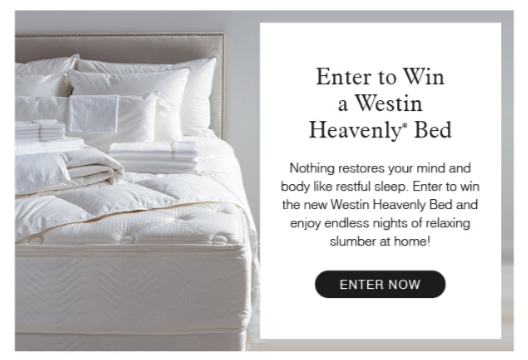 Enter to Win
a Westin
Heavenly® Bed
Nothing restores your mind and
body like restful sleep. Enter to win
the new Westin Heavenly Bed and
enjoy endless nights of relaxing
slumber at home!
ENTER NOW